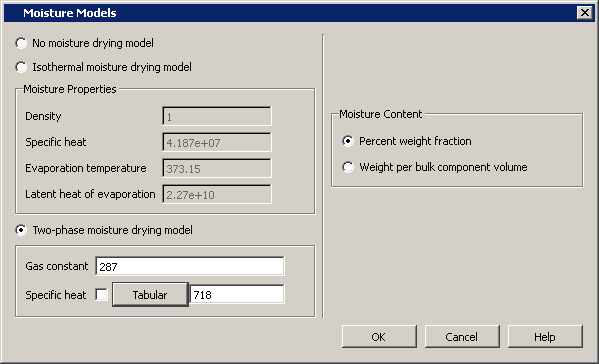 Moisture Models
No moisture drying model
Isothermal moisture drying model
Moisture Properties
Density 1
Specific heat 4.187e+07
Evaporation temperature 373.15
Latent heat of evaporation 2.27e+10
Two-phase moisture drying model
Gas constant 287
Specific heat Tabular 718
Moisture Content
Percent weight fraction
Weight per bulk component volume
OK Cancel Help